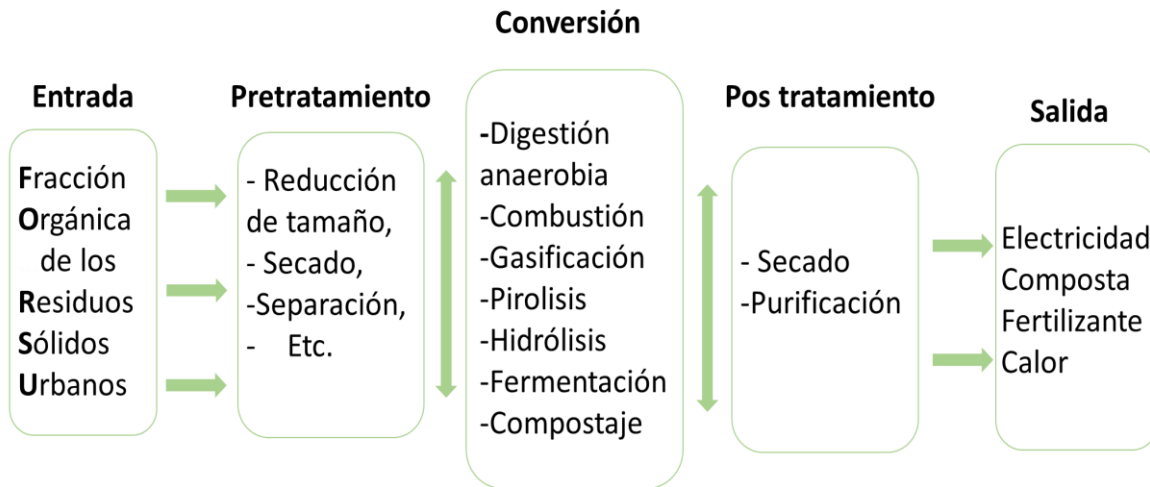 Conversión
Entrada
Pretratamiento
Pos tratamiento
Salida
Fracción
Orgánica
de los
Residuos
Sólidos
Urbanos
- Reducción
de tamaño,
- Secado,
-Separación,
- Etc.
-Digestión
anaerobia
-Combustión
-Gasificación
-Pirolisis
-Hidrólisis
-Fermentación
-Compostaje
- Secado
-Purificación
Electricidad
Composta
Fertilizante
Calor